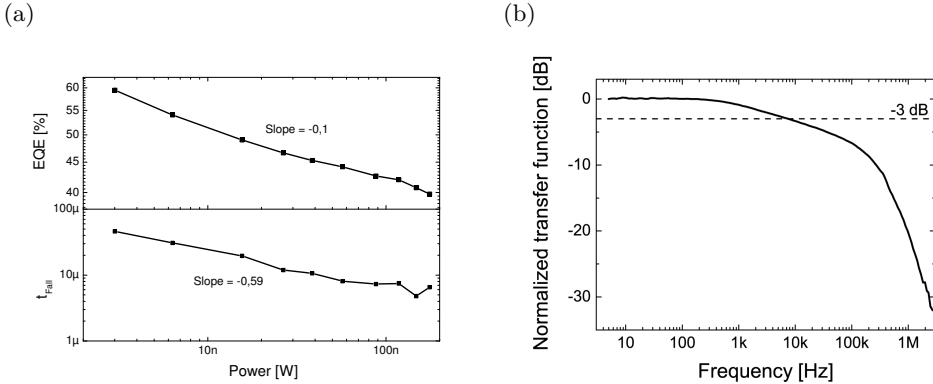 (a)
60
55
50
45
40
EQE [%]
Slope = -0,1
100µ
10µ
1µ
t_Fall
Slope = -0,59
10n
100n
Power [W]
(b)
0
-10
-20
-30
Normalized transfer function [dB]
-3 dB
10
100
1k
10k
100k
1M
Frequency [Hz]